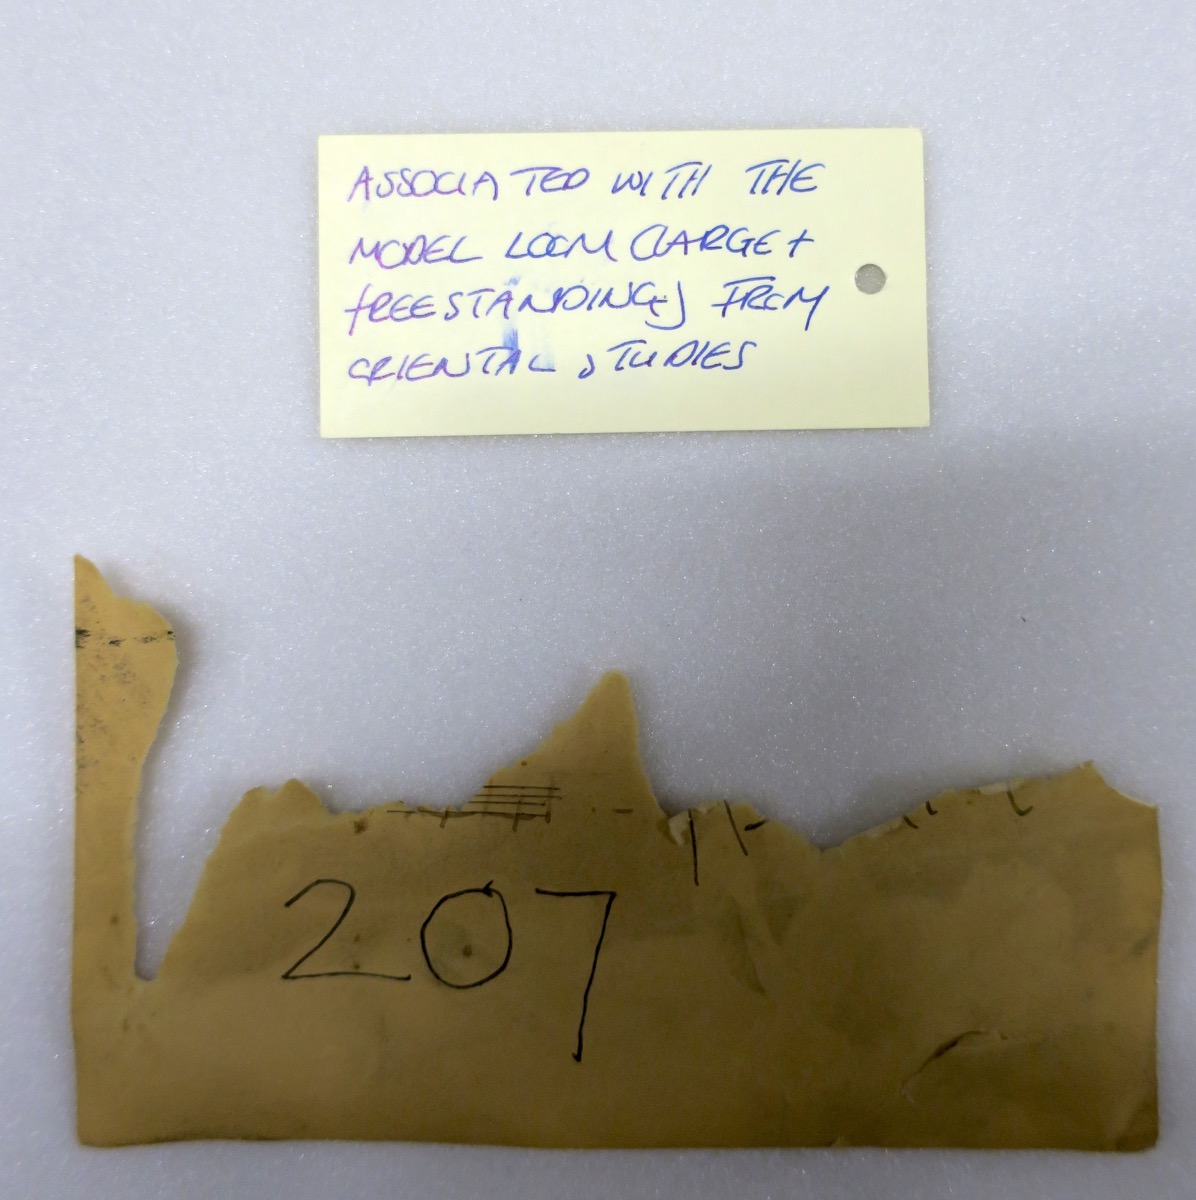 ASSOCIATED WITH THE
MODEL LOOM (LARGE +
FREESTANDING) FROM
ORIENTAL STUDIES
207